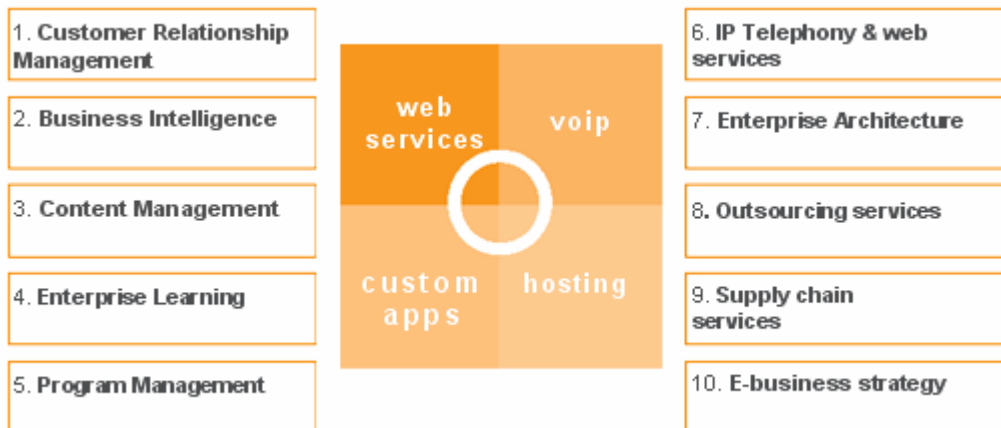 1. Customer Relationship
Management
2. Business Intelligence
3. Content Management
4. Enterprise Learning
5. Program Management
web
services
voip
custom
apps
hosting
6. IP Telephony & web
services
7. Enterprise Architecture
8. Outsourcing services
9. Supply chain
services
10. E-business strategy